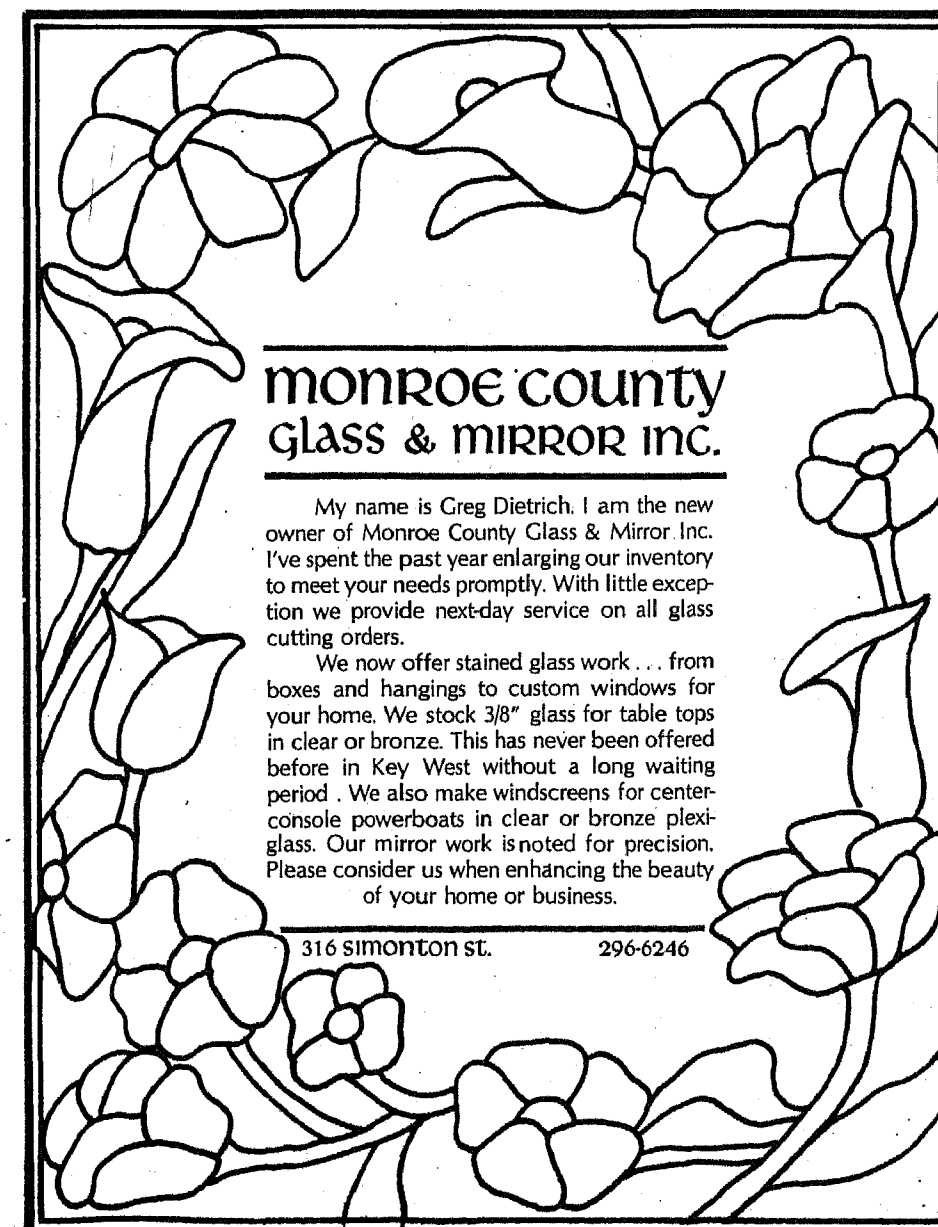 MONROE COUNTY
GLASS & MIRROR INC.
My name is Greg Dietrich. I am the new
owner of Monroe County Glass & Mirror Inc.
I've spent the past year enlarging our inventory
to meet your needs promptly. With little excep-
tion we provide next-day service on all glass
cutting orders.
We now offer stained glass work . . . from
boxes and hangings to custom windows for
your home. We stock 3/8" glass for table tops
in clear or bronze. This has never been offered
before in Key West without a long waiting
period . We also make windscreens for center-
console powerboats in clear or bronze plexi-
glass. Our mirror work is noted for precision.
Please consider us when enhancing the beauty
of your home or business.
316 SIMONTON ST. 296-6246